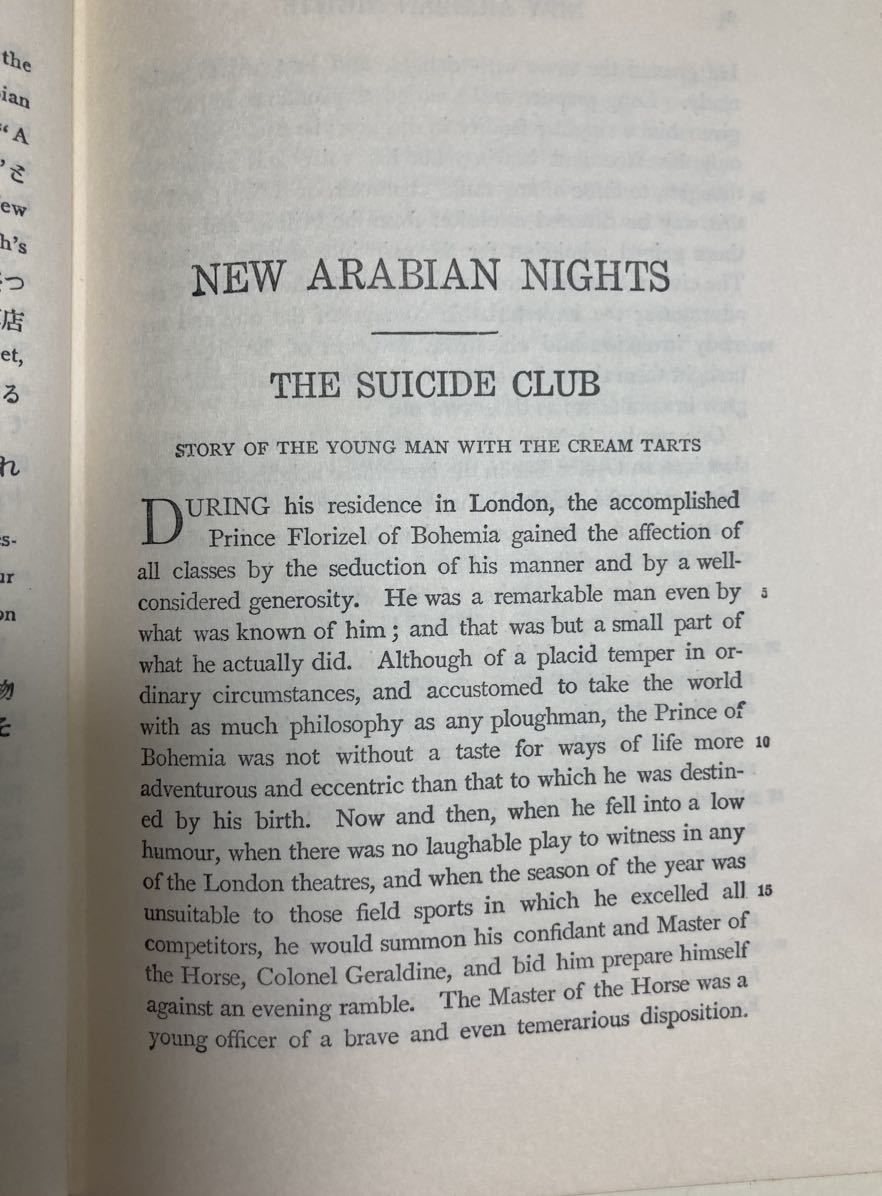 the
ian
“A
’さ
ew
h’s
つ
店
et,
る
れ
s-
ur
on
物
そ
NEW ARABIAN NIGHTS
THE SUICIDE CLUB
STORY OF THE YOUNG MAN WITH THE CREAM TARTS
DURING his residence in London, the accomplished
Prince Florizel of Bohemia gained the affection of
all classes by the seduction of his manner and by a well-
considered generosity. He was a remarkable man even by 5
what was known of him; and that was but a small part of
what he actually did. Although of a placid temper in or-
dinary circumstances, and accustomed to take the world
with as much philosophy as any ploughman, the Prince of
Bohemia was not without a taste for ways of life more 10
adventurous and eccentric than that to which he was destin-
ed by his birth. Now and then, when he fell into a low
humour, when there was no laughable play to witness in any
of the London theatres, and when the season of the year was
unsuitable to those field sports in which he excelled all 15
competitors, he would summon his confidant and Master of
the Horse, Colonel Geraldine, and bid him prepare himself
against an evening ramble. The Master of the Horse was a
young officer of a brave and even temerarious disposition.